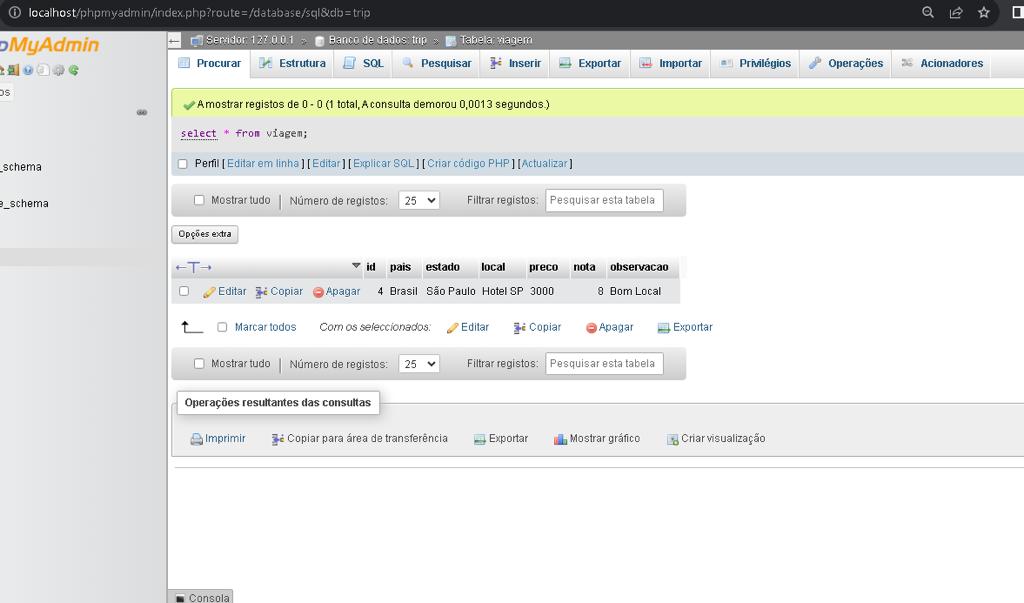 localhost/phpmyadmin/index.php?route=/database/sql&db=trip
pMyAdmin
Servidor: 127.0.0.1 » Banco de dados: trip » Tabela: viagem
Procurar Estrutura SQL Pesquisar Inserir Exportar Importar Privilégios Operações Acionadores
os
A mostrar registos de 0 - 0 (1 total, A consulta demorou 0,0013 segundos.)
select * from viagem;
_schema
Perfil [ Editar em linha ] [ Editar ] [ Explicar SQL ] [ Criar código PHP ] [ Actualizar ]
e_schema
Mostrar tudo | Número de registos: 25 Filtrar registos: Pesquisar esta tabela
Opções extra
←T→ id pais estado local preco nota observacao
Editar Copiar Apagar 4 Brasil São Paulo Hotel SP 3000 8 Bom Local
Marcar todos Com os seleccionados: Editar Copiar Apagar Exportar
Mostrar tudo | Número de registos: 25 Filtrar registos: Pesquisar esta tabela
Operações resultantes das consultas
Imprimir Copiar para área de transferência Exportar Mostrar gráfico Criar visualização
Consola